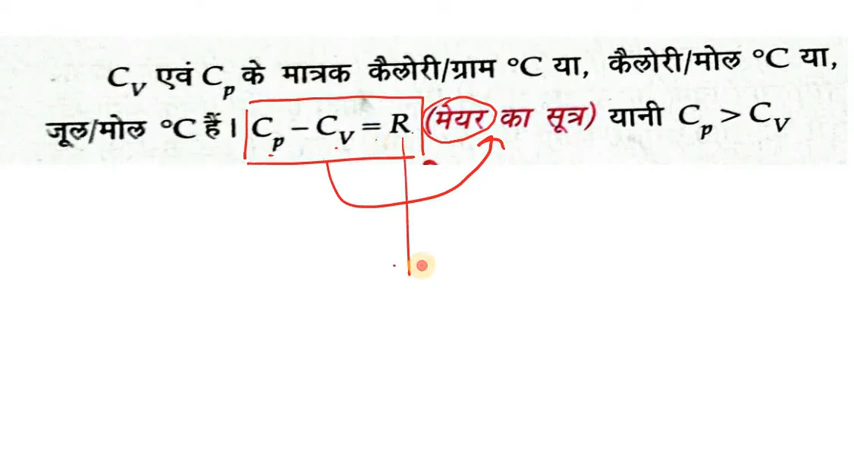 C_V एवं C_p के मात्रक कैलोरी/ग्राम °C या, कैलोरी/मोल °C या,
जूल/मोल °C हैं। C_p − C_V = R (मेयर का सूत्र) यानी C_p > C_V